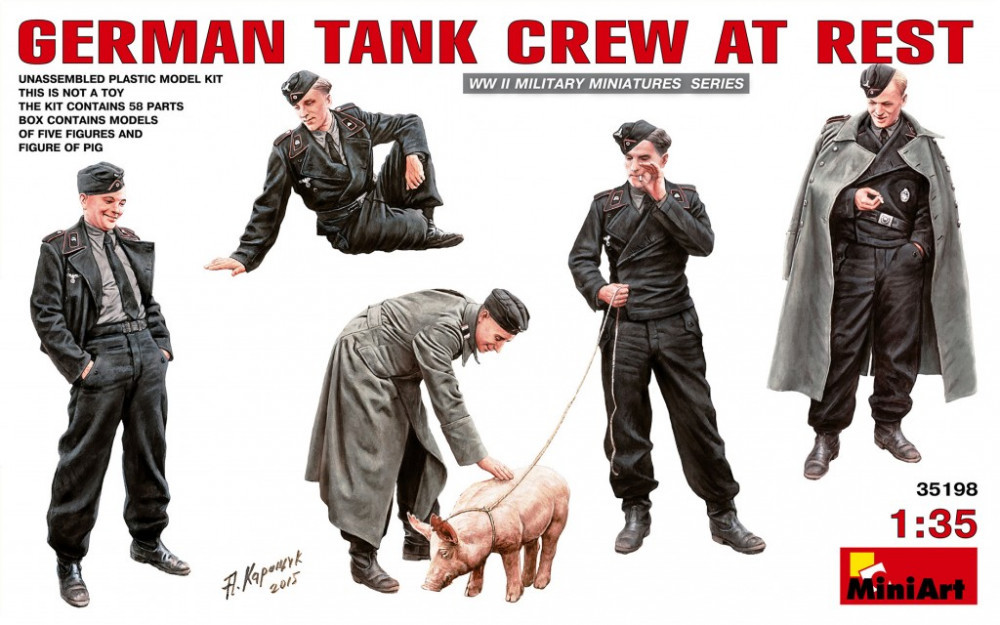 GERMAN TANK CREW AT REST
UNASSEMBLED PLASTIC MODEL KIT
THIS IS NOT A TOY
THE KIT CONTAINS 58 PARTS
BOX CONTAINS MODELS
OF FIVE FIGURES AND
FIGURE OF PIG
WW II MILITARY MINIATURES SERIES
35198
1:35
MiniArt
А. Каращук
2015